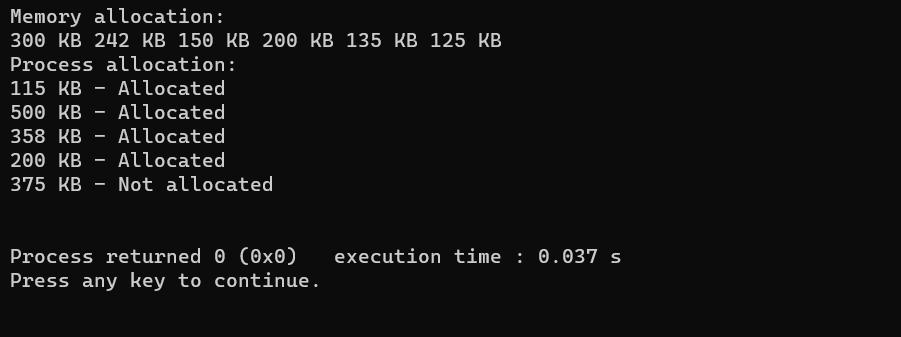 Memory allocation:
300 KB 242 KB 150 KB 200 KB 135 KB 125 KB
Process allocation:
115 KB - Allocated
500 KB - Allocated
358 KB - Allocated
200 KB - Allocated
375 KB - Not allocated
Process returned 0 (0x0)   execution time : 0.037 s
Press any key to continue.